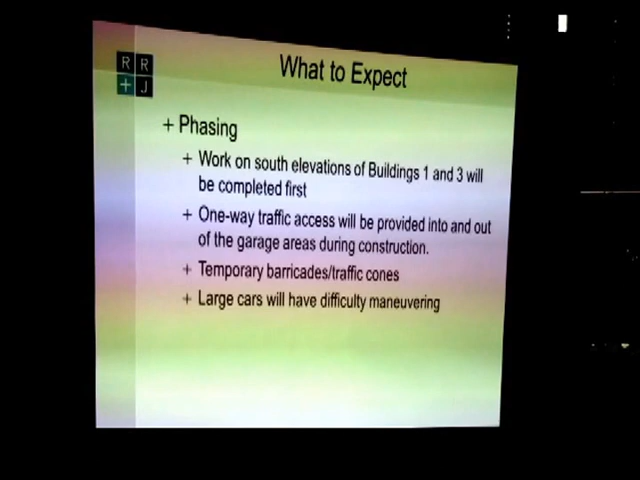 R R
+ J
What to Expect
+ Phasing
+ Work on south elevations of Buildings 1 and 3 will
be completed first
+ One-way traffic access will be provided into and out
of the garage areas during construction.
+ Temporary barricades/traffic cones
+ Large cars will have difficulty maneuvering